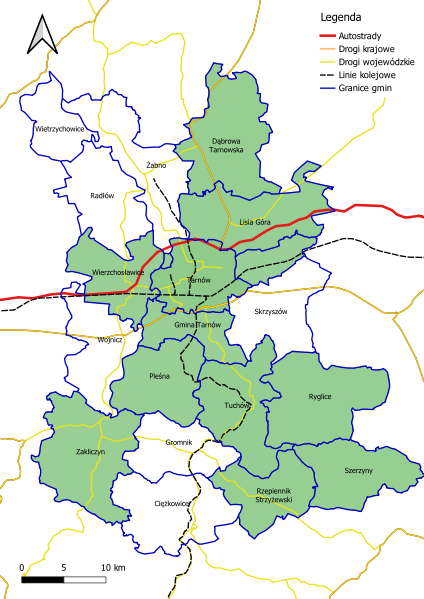 Legenda
Autostrady
Drogi krajowe
Drogi wojewódzkie
Linie kolejowe
Granice gmin
Wietrzychowice
Dąbrowa
Tarnowska
Żabno
Radłów
Lisia Góra
Wierzchosławice
Tarnów
Skrzyszów
Gmina Tarnów
Wojnicz
Pleśna
Ryglice
Tuchów
Gromnik
Zakliczyn
Szerzyny
Rzepiennik
Strzyżewski
Ciężkowice
0 5 10 km